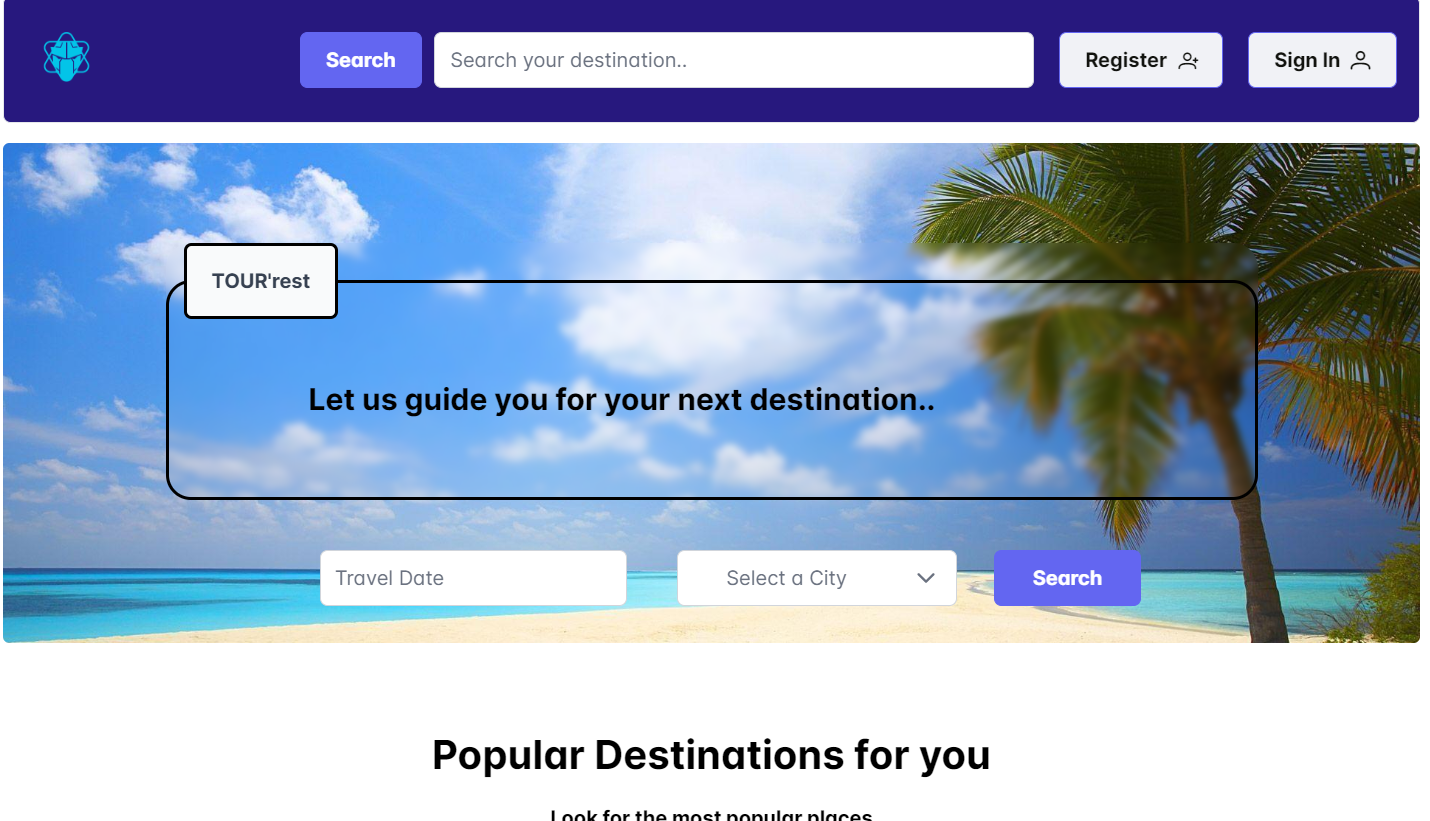 Search
Search your destination..
Register
Sign In
TOUR'rest
Let us guide you for your next destination..
Travel Date
Select a City
Search
Popular Destinations for you
Look for the most popular places